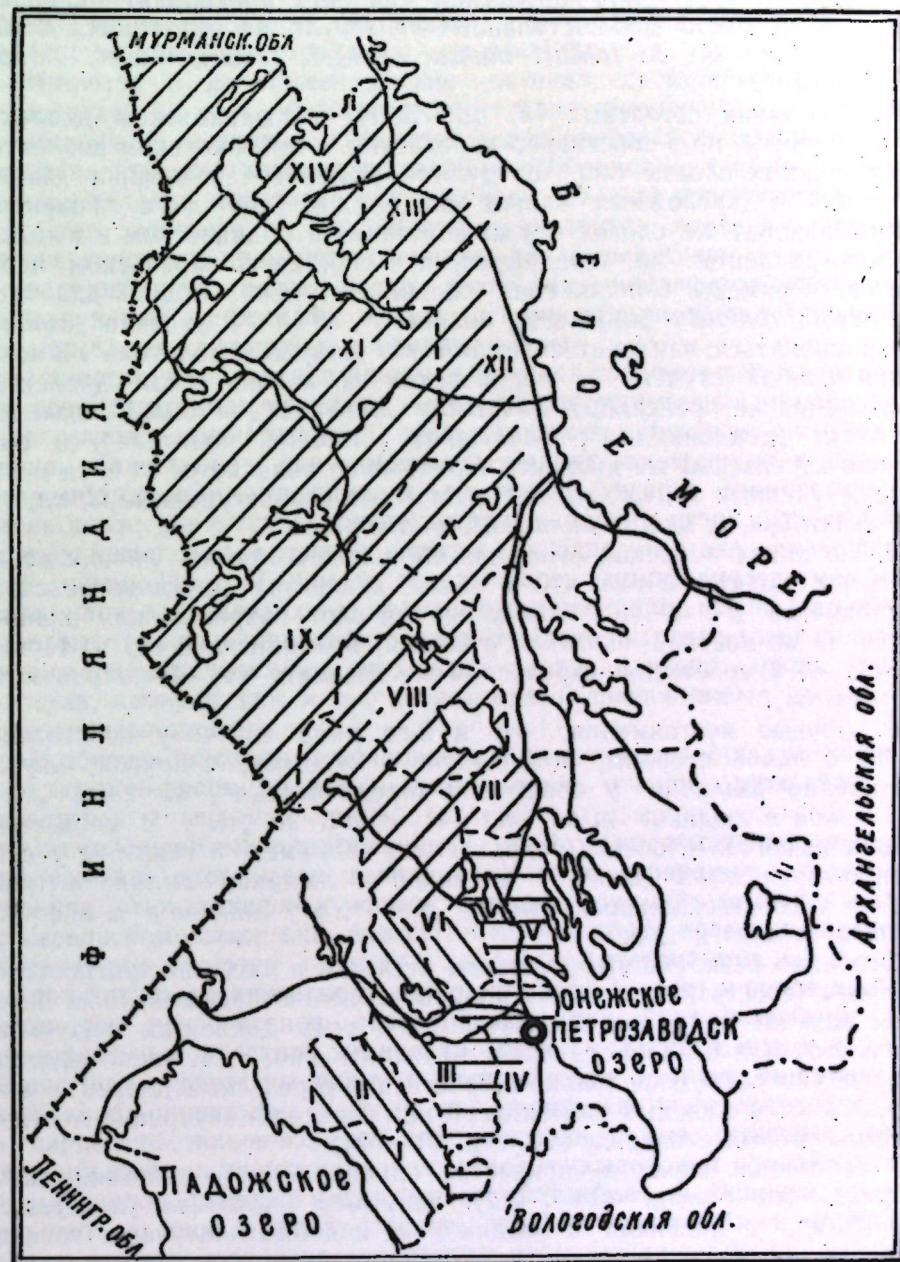 МУРМАНСК. ОБЛ
XIV
XIII
БЕЛОЕ МОРЕ
XI
XII
ФИНЛЯНДИЯ
IX
VIII
VII
АРХАНГЕЛЬСКАЯ ОБЛ.
VI
V
ОНЕЖСКОЕ
ПЕТРОЗАВОДСК
ОЗЕРО
III
IV
II
ЛЕНИНГР. ОБЛ.
ЛАДОЖСКОЕ
ОЗЕРО
ВОЛОГОДСКАЯ ОБЛ.